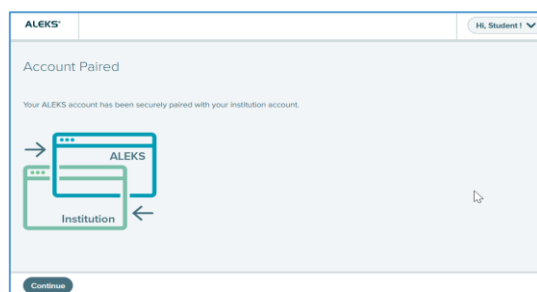 ALEKS®
Hi, Student !
Account Paired
Your ALEKS account has been securely paired with your institution account.
ALEKS
Institution
Continue